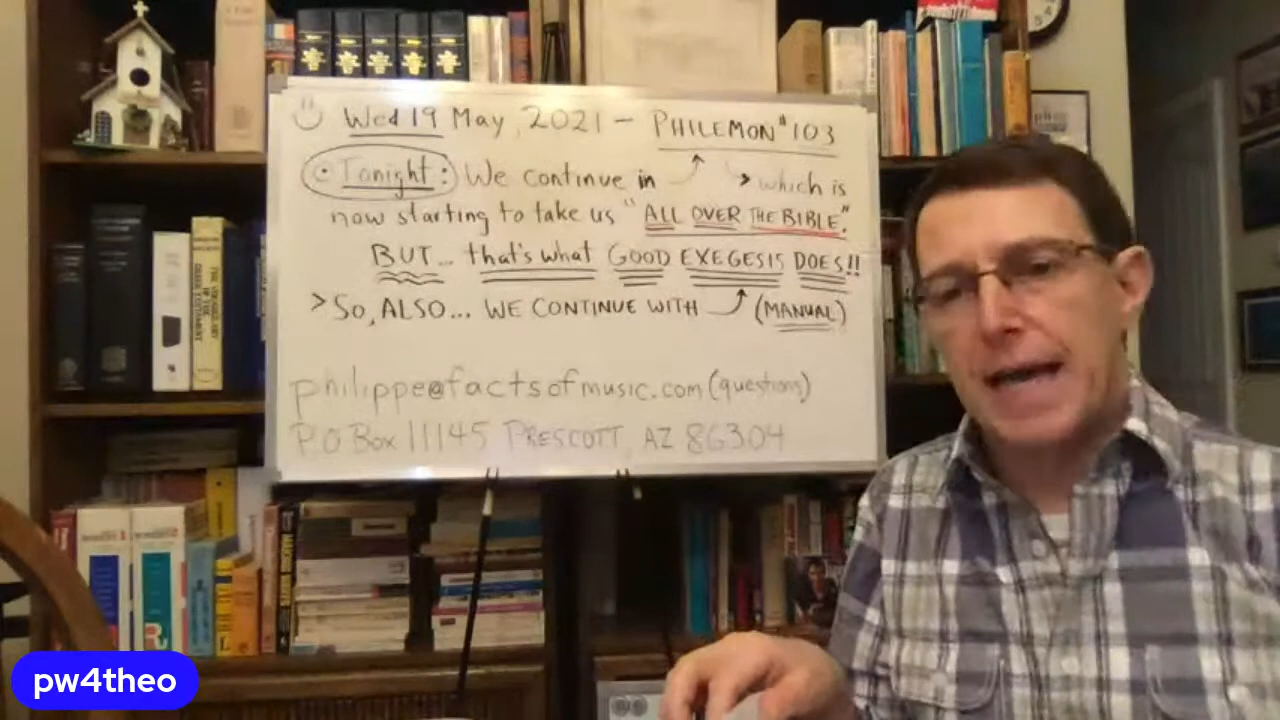 Wed 19 May, 2021 - PHILEMON #103
• Tonight: We continue in > which is
now starting to take us "ALL OVER THE BIBLE."
BUT... that's what GOOD EXEGESIS DOES!!
> So, ALSO... WE CONTINUE WITH (MANUAL)
philippe@factsofmusic.com (questions)
P.O Box 11145 PRESCOTT, AZ 86304
pw4theo